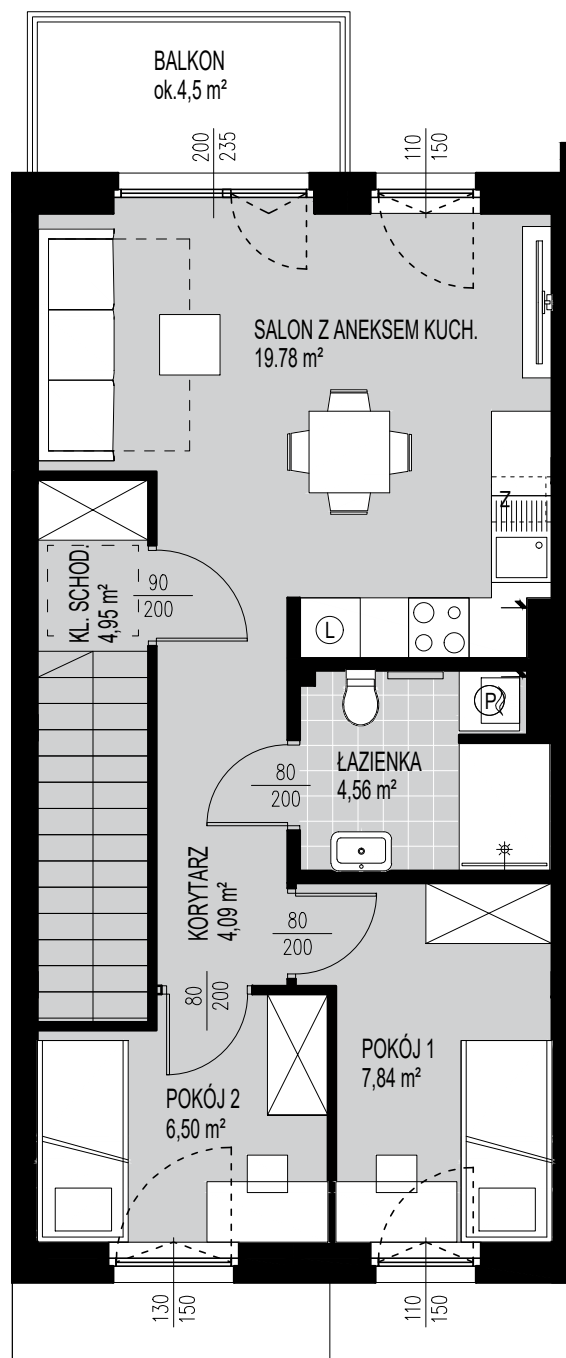 BALKON
ok.4,5 m²
200
235
110
150
SALON Z ANEKSEM KUCH.
19.78 m²
Z
KL. SCHOD.
4,95 m²
90
200
L
P
ŁAZIENKA
4,56 m²
80
200
KORYTARZ
4,09 m²
80
200
80
200
POKÓJ 1
7,84 m²
POKÓJ 2
6,50 m²
130
150
110
150